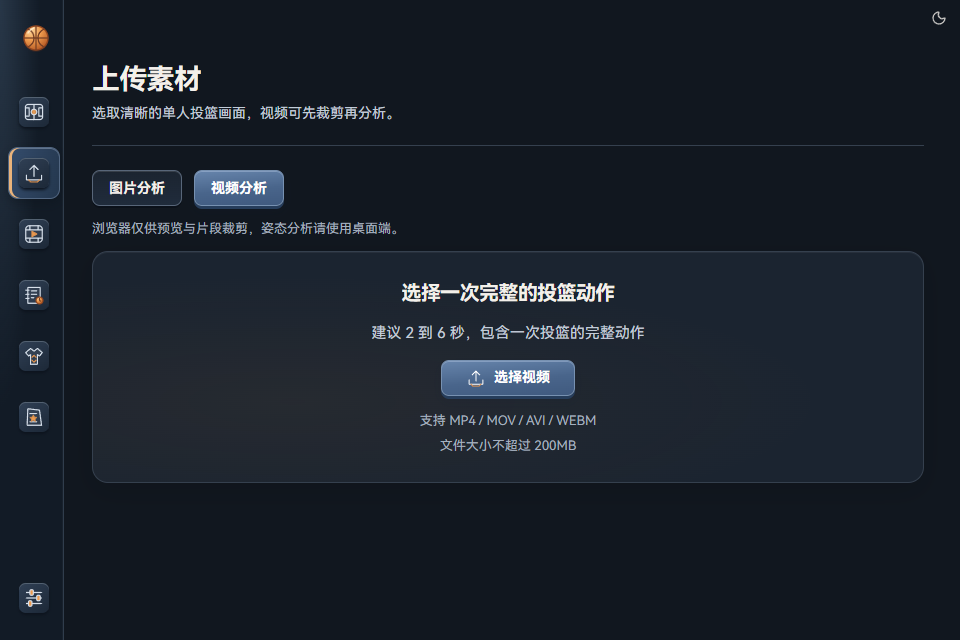 上传素材
选取清晰的单人投篮画面，视频可先裁剪再分析。
图片分析
视频分析
浏览器仅供预览与片段裁剪，姿态分析请使用桌面端。
选择一次完整的投篮动作
建议 2 到 6 秒，包含一次投篮的完整动作
选择视频
支持 MP4 / MOV / AVI / WEBM
文件大小不超过 200MB